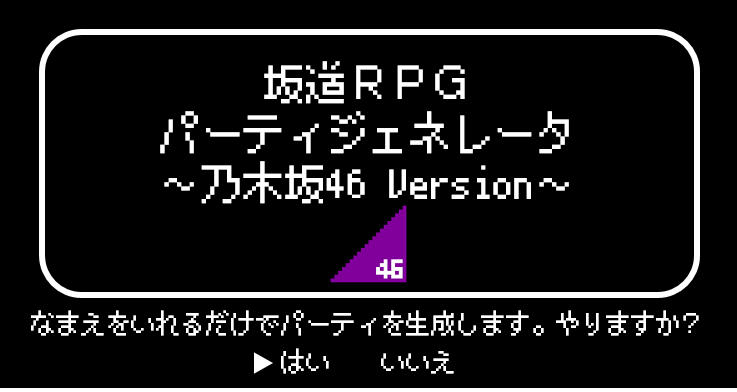 坂道RPG
パーティジェネレータ
～乃木坂46 Version～
46
なまえをいれるだけでパーティを生成します。やりますか?
▶はい　いいえ